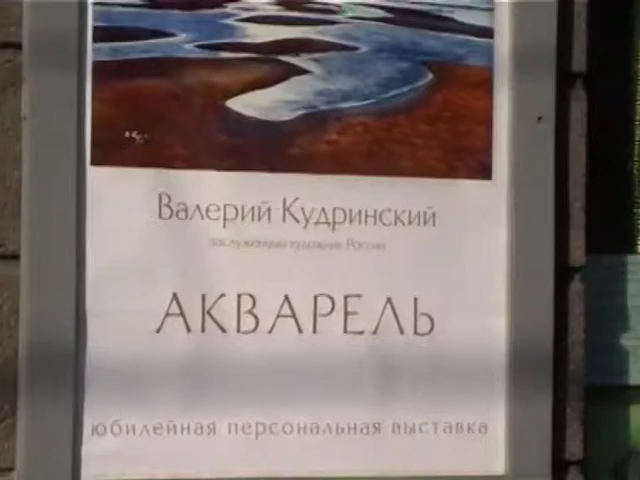 Валерий Кудринский
заслуженный художник России
АКВАРЕЛЬ
юбилейная персональная выставка